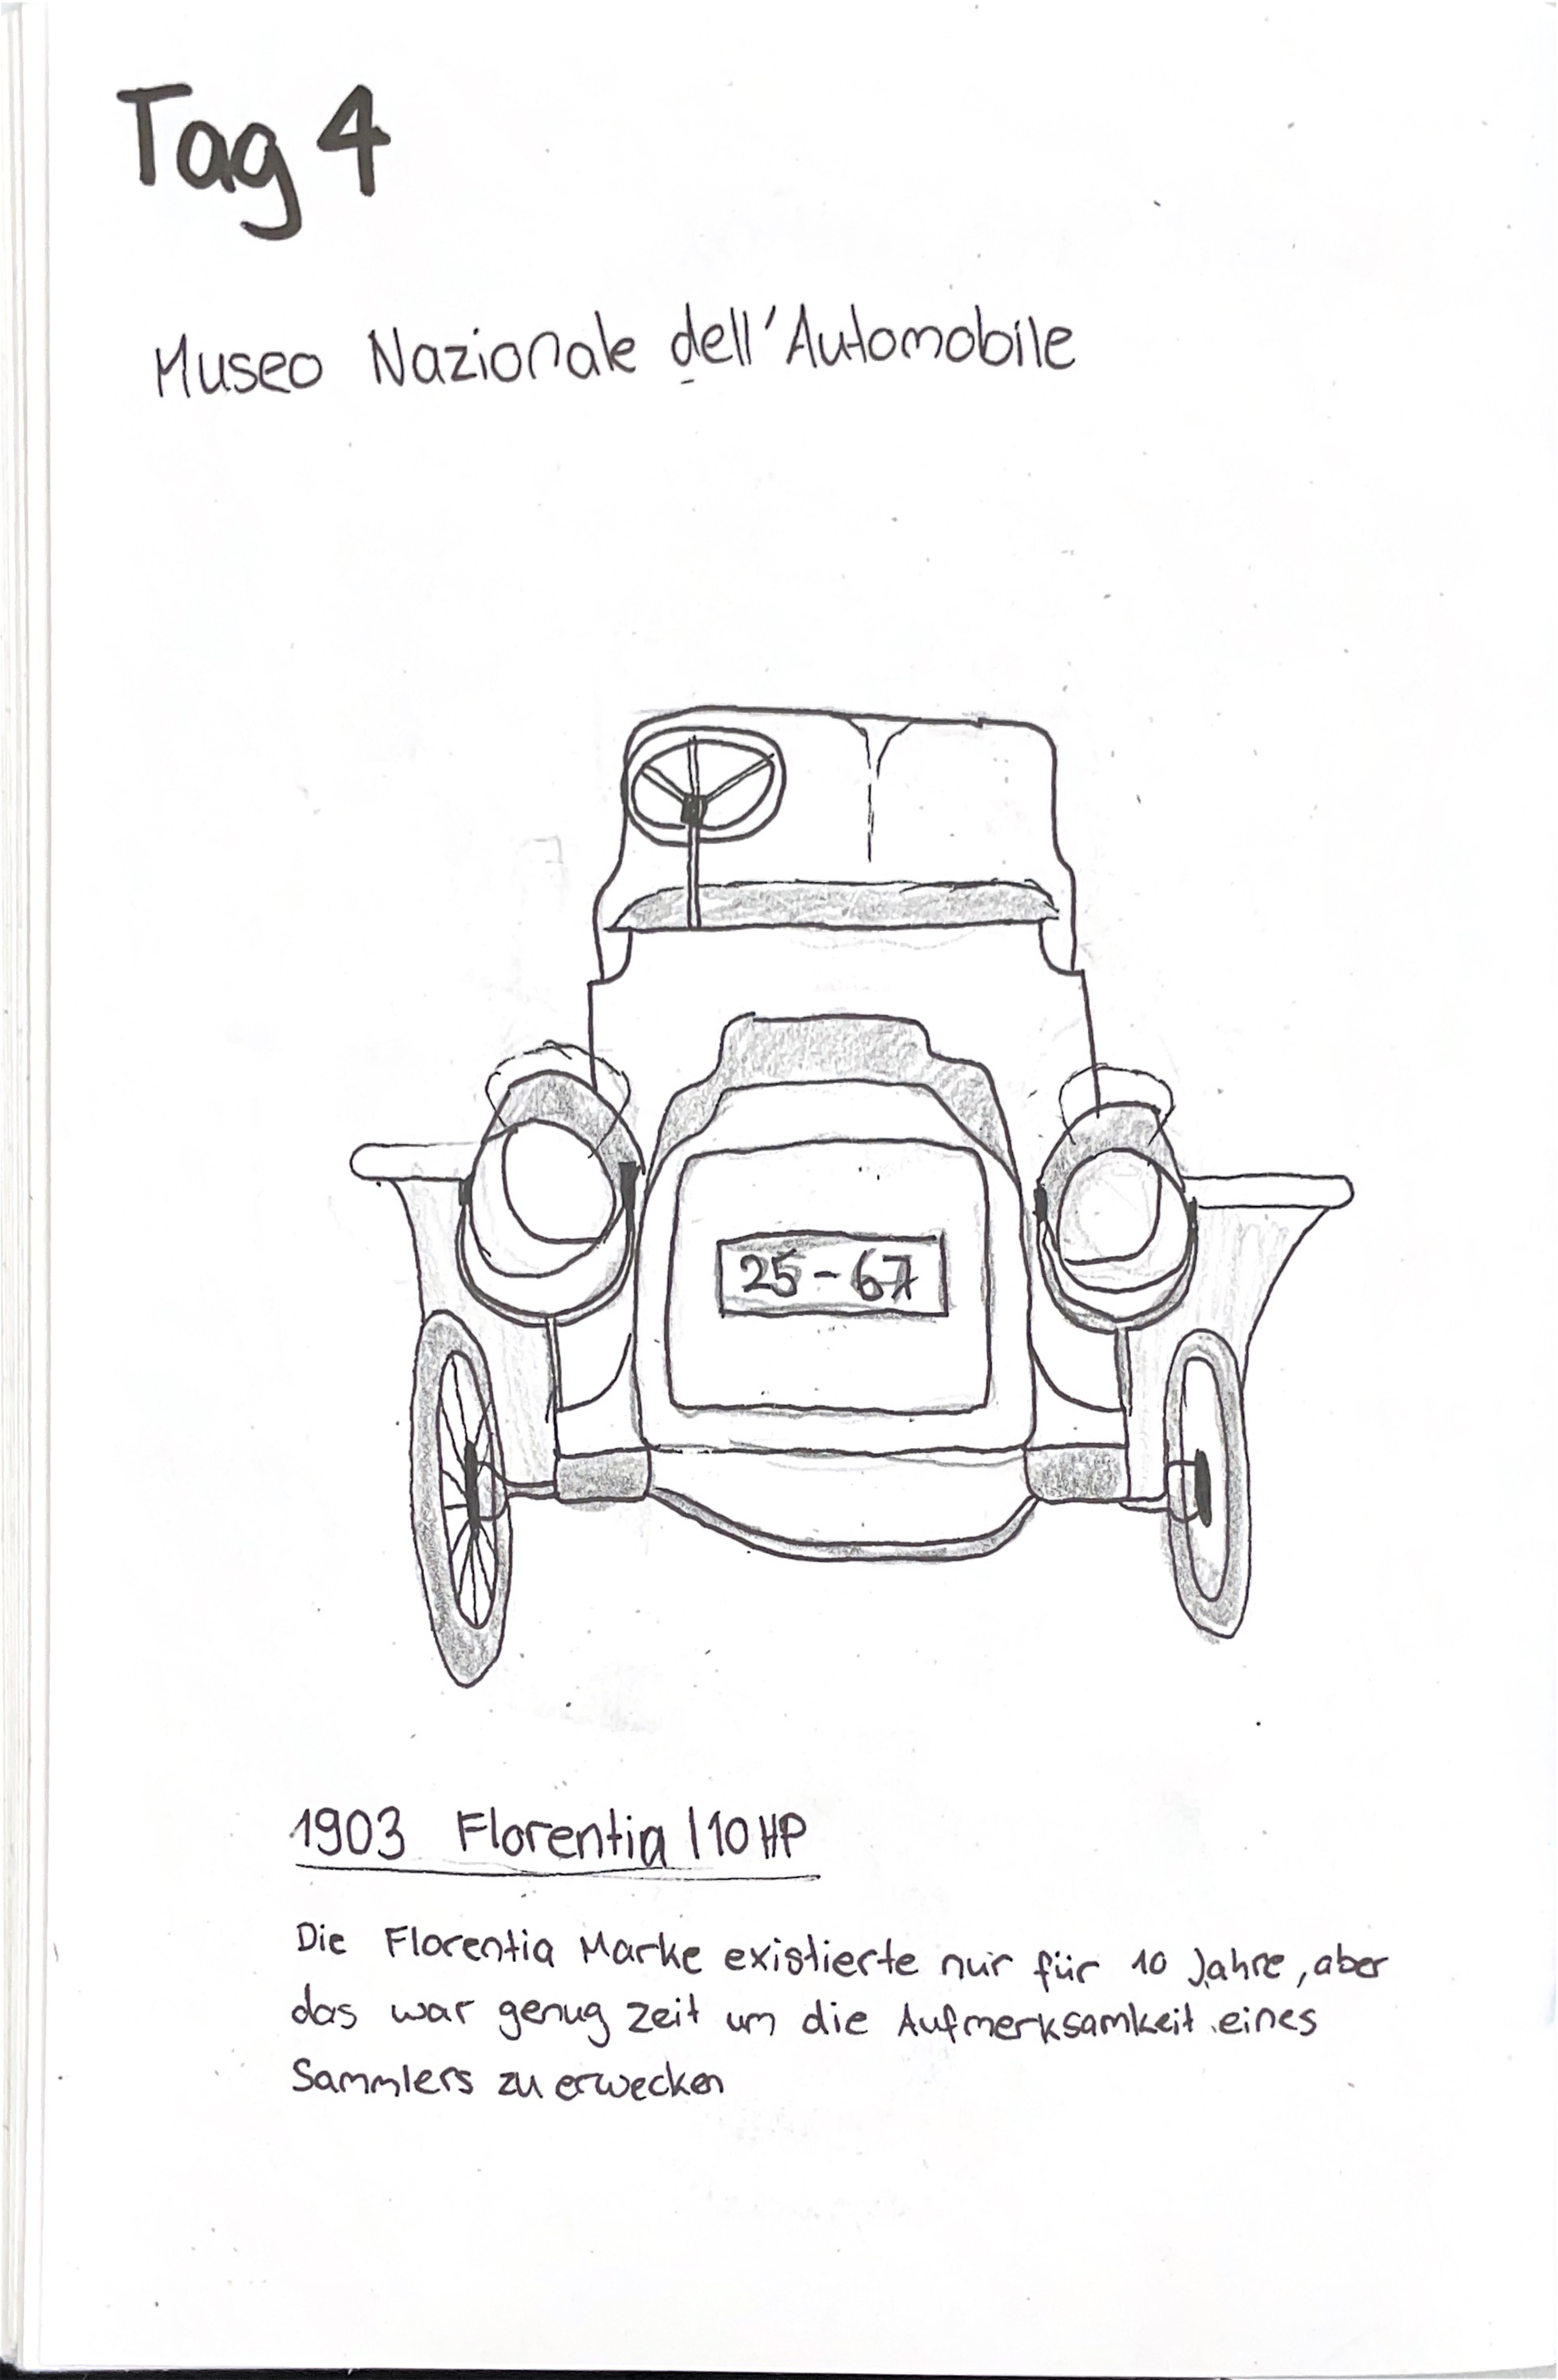 Tag 4
Museo Nazionale dell'Automobile
25-67
1903 Florentia | 10 HP
Die Florentia Marke existierte nur für 10 Jahre, aber
das war genug zeit um die Aufmerksamkeit eines
Sammlers zu erwecken